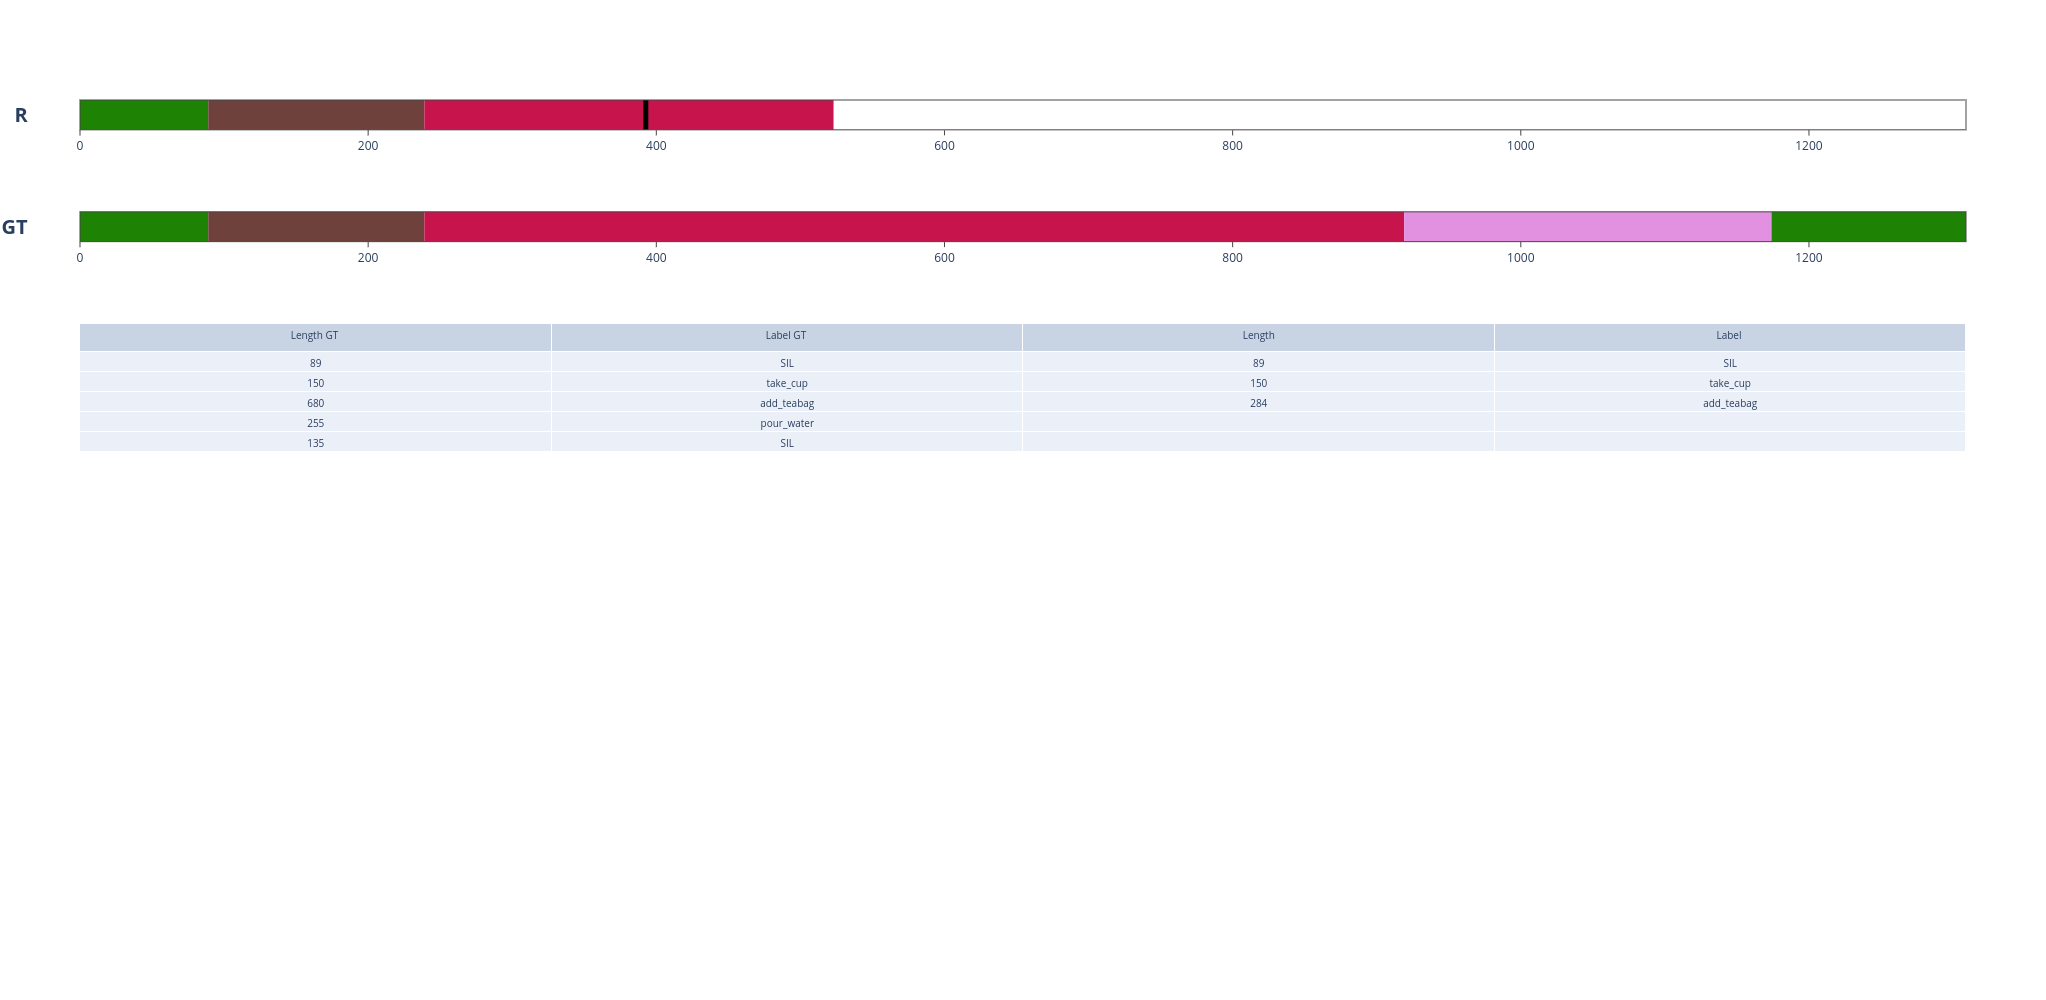 R
0 200 400 600 800 1000 1200
GT
0 200 400 600 800 1000 1200
Length GT Label GT Length Label
89 SIL 89 SIL
150 take_cup 150 take_cup
680 add_teabag 284 add_teabag
255 pour_water
135 SIL